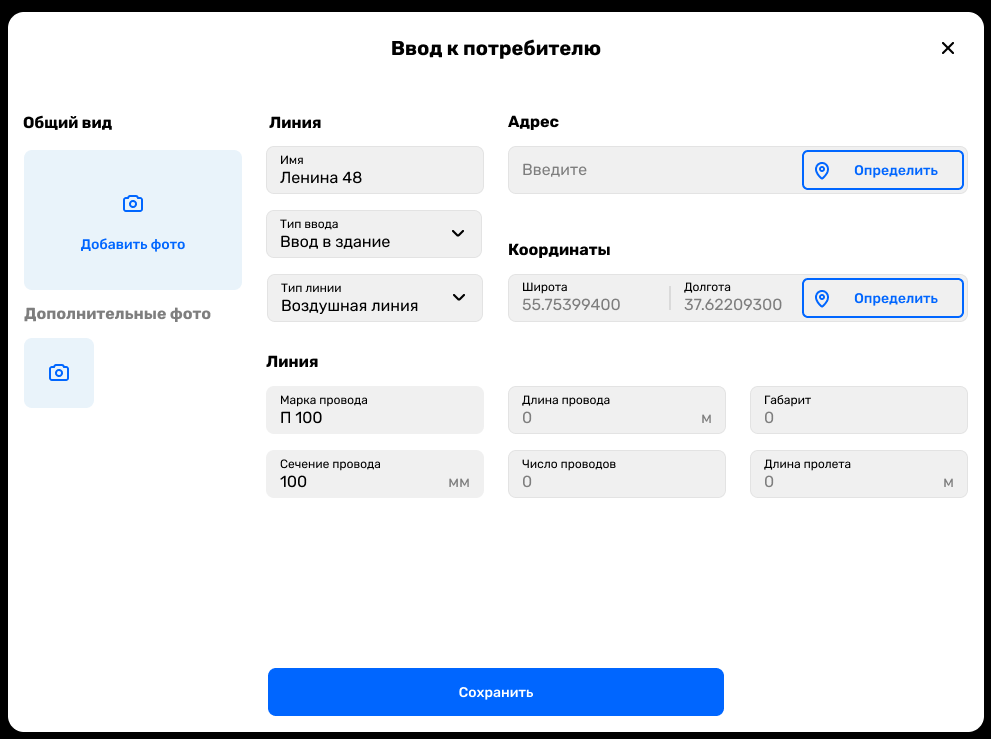 Ввод к потребителю
Общий вид
Добавить фото
Дополнительные фото
Линия
Имя
Ленина 48
Тип ввода
Ввод в здание
Тип линии
Воздушная линия
Адрес
Введите
Определить
Координаты
Широта
55.75399400
Долгота
37.62209300
Определить
Линия
Марка провода
П 100
Длина провода
0 м
Габарит
0
Сечение провода
100 мм
Число проводов
0
Длина пролета
0 м
Сохранить